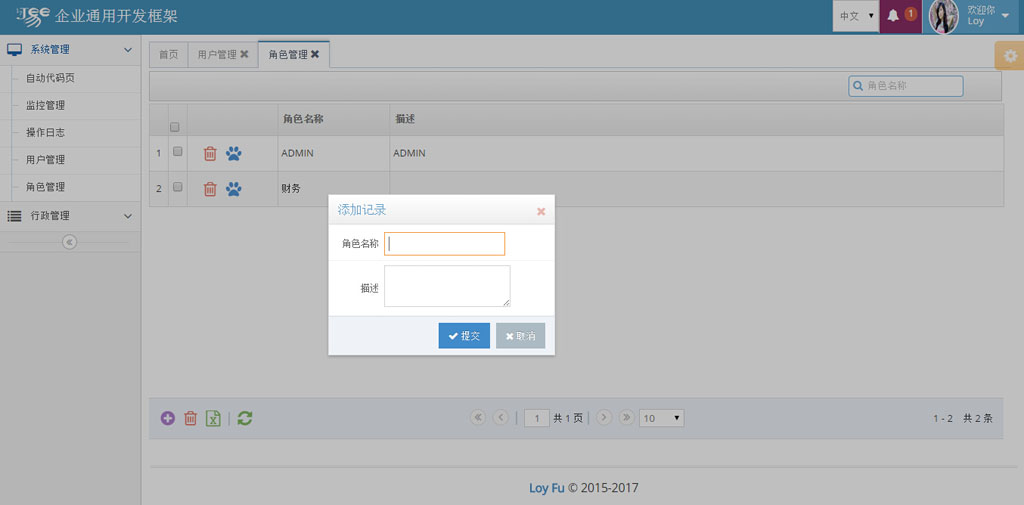 JEE 企业通用开发框架
中文 1 欢迎你
Loy
系统管理
自动代码页
监控管理
操作日志
用户管理
角色管理
行政管理
首页 用户管理 角色管理
角色名称
角色名称 描述
1 ADMIN ADMIN
2 财务
添加记录
角色名称
描述
提交 取消
1 共 1 页 10 1 - 2 共 2 条
Loy Fu © 2015-2017